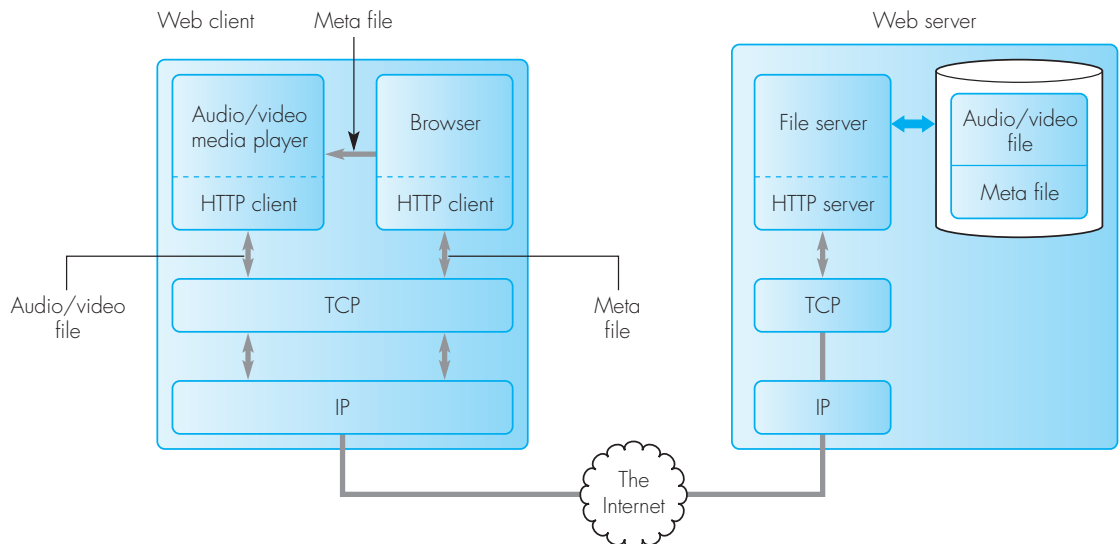 Web client
Meta file
Web server
Audio/video
media player
Browser
File server
Audio/video
file
Meta file
HTTP client
HTTP client
HTTP server
Audio/video
file
TCP
Meta
file
TCP
IP
IP
The
Internet